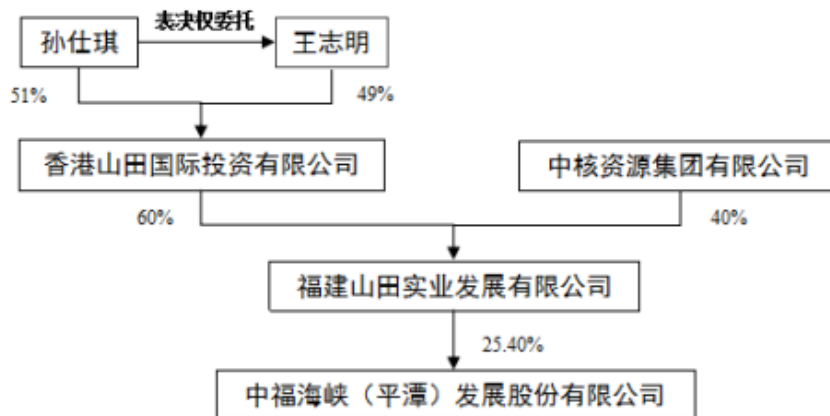 表决权委托
孙仕琪
王志明
51%
49%
香港山田国际投资有限公司
中核资源集团有限公司
60%
40%
福建山田实业发展有限公司
25.40%
中福海峡（平潭）发展股份有限公司